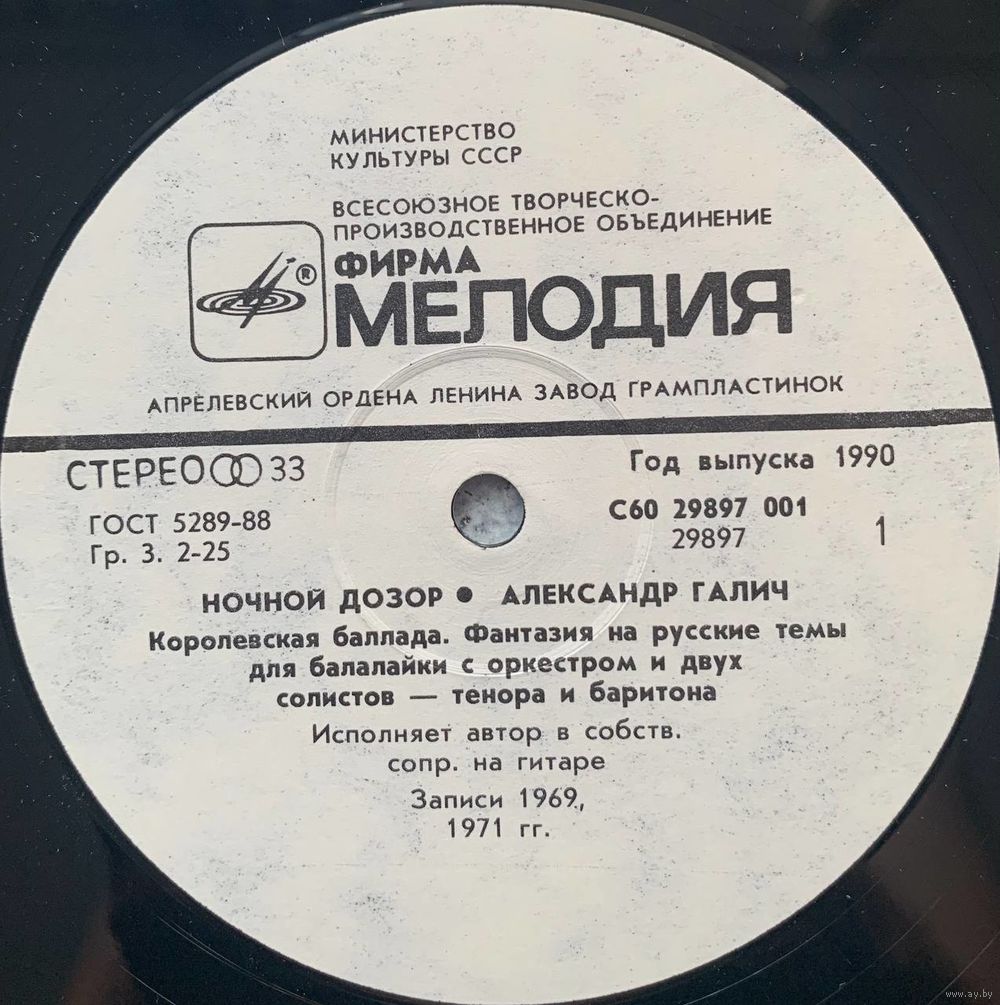 МИНИСТЕРСТВО
КУЛЬТУРЫ СССР
ВСЕСОЮЗНОЕ ТВОРЧЕСКО-
ПРОИЗВОДСТВЕННОЕ ОБЪЕДИНЕНИЕ
®
ФИРМА
МЕЛОДИЯ
АПРЕЛЕВСКИЙ ОРДЕНА ЛЕНИНА ЗАВОД ГРАМПЛАСТИНОК
СТЕРЕО 33
Год выпуска 1990
ГОСТ 5289-88
Гр. 3. 2-25
С60 29897 001
29897
1
НОЧНОЙ ДОЗОР ● АЛЕКСАНДР ГАЛИЧ
Королевская баллада. Фантазия на русские темы
для балалайки с оркестром и двух
солистов — тенора и баритона
Исполняет автор в собств.
сопр. на гитаре
Записи 1969,
1971 гг.
www.ay.by